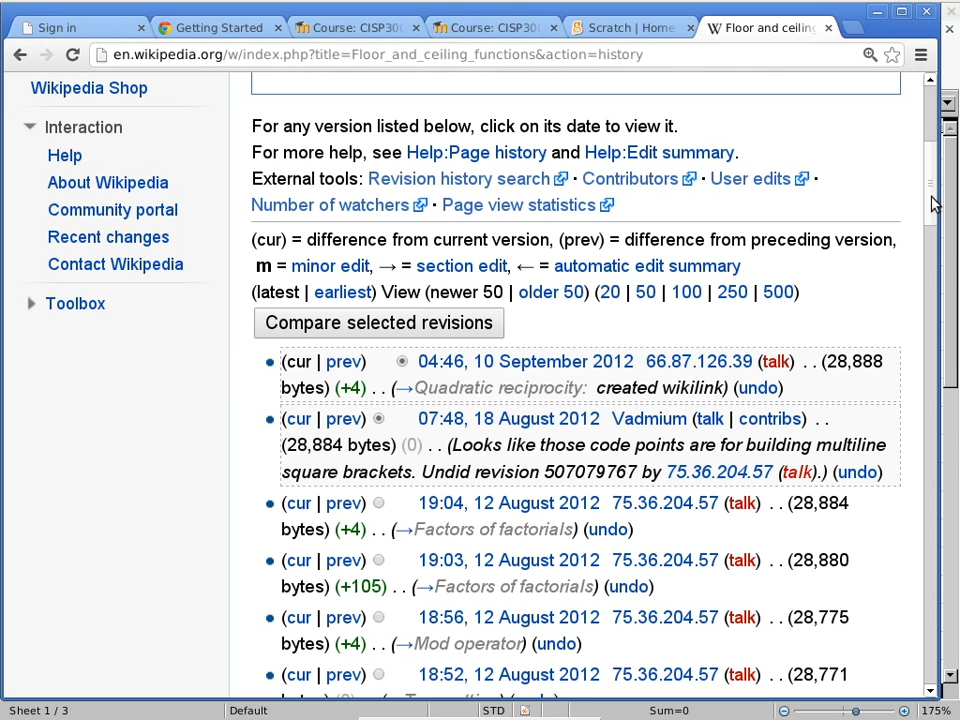 Sign in
Getting Started
Course: CISP30
Course: CISP30
Scratch | Home
Floor and ceiling
en.wikipedia.org/w/index.php?title=Floor_and_ceiling_functions&action=history
Wikipedia Shop
Interaction
Help
About Wikipedia
Community portal
Recent changes
Contact Wikipedia
Toolbox
For any version listed below, click on its date to view it.
For more help, see Help:Page history and Help:Edit summary.
External tools: Revision history search · Contributors · User edits ·
Number of watchers · Page view statistics
(cur) = difference from current version, (prev) = difference from preceding version,
m = minor edit, → = section edit, ← = automatic edit summary
(latest | earliest) View (newer 50 | older 50) (20 | 50 | 100 | 250 | 500)
Compare selected revisions
(cur | prev) 04:46, 10 September 2012 66.87.126.39 (talk) . . (28,888
bytes) (+4) . . (→Quadratic reciprocity: created wikilink) (undo)
(cur | prev) 07:48, 18 August 2012 Vadmium (talk | contribs) . .
(28,884 bytes) (0) . . (Looks like those code points are for building multiline
square brackets. Undid revision 507079767 by 75.36.204.57 (talk).) (undo)
(cur | prev) 19:04, 12 August 2012 75.36.204.57 (talk) . . (28,884
bytes) (+4) . . (→Factors of factorials) (undo)
(cur | prev) 19:03, 12 August 2012 75.36.204.57 (talk) . . (28,880
bytes) (+105) . . (→Factors of factorials) (undo)
(cur | prev) 18:56, 12 August 2012 75.36.204.57 (talk) . . (28,775
bytes) (+4) . . (→Mod operator) (undo)
(cur | prev) 18:52, 12 August 2012 75.36.204.57 (talk) . . (28,771
Sheet 1 / 3
Default
STD
Sum=0
175%